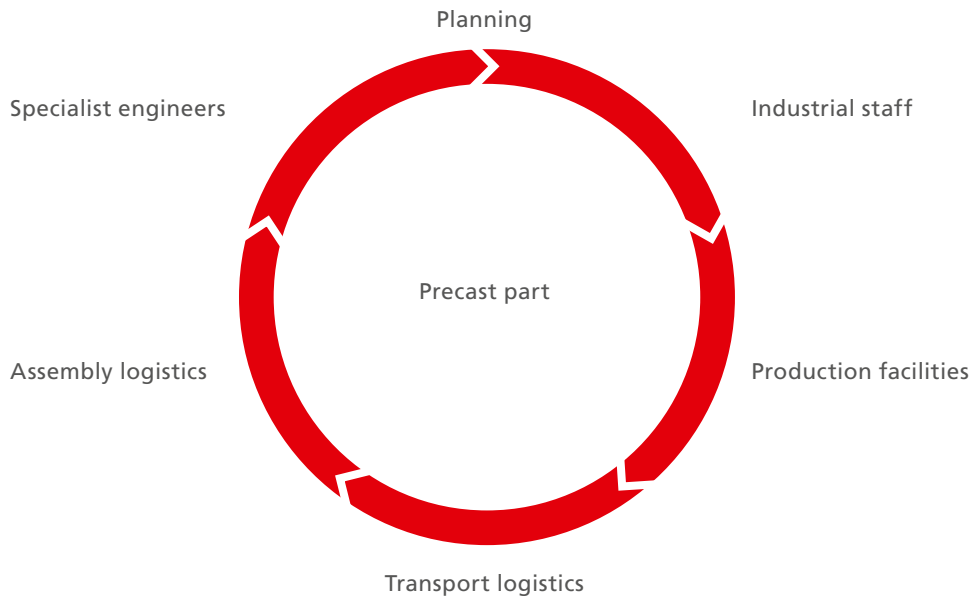 Planning
Specialist engineers
Industrial staff
Precast part
Assembly logistics
Production facilities
Transport logistics